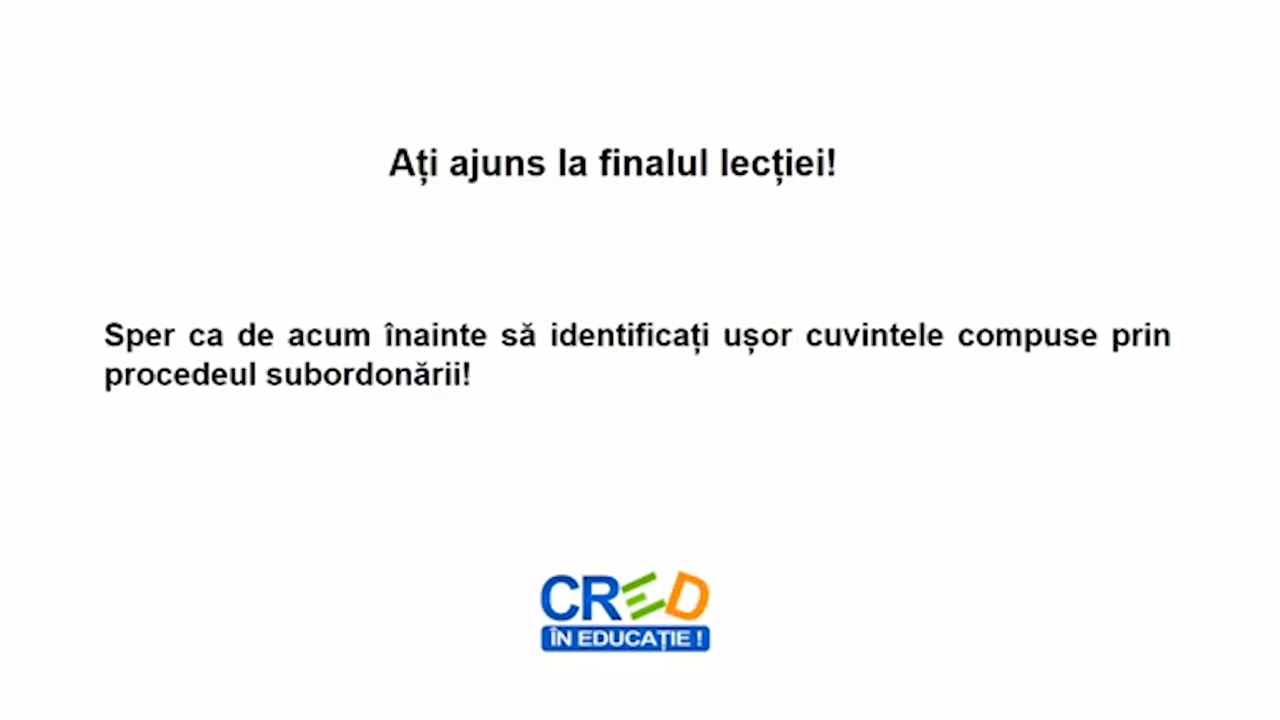 Ați ajuns la finalul lecției!
Sper ca de acum înainte să identificați ușor cuvintele compuse prin
procedeul subordonării!
CRED
ÎN EDUCAȚIE !